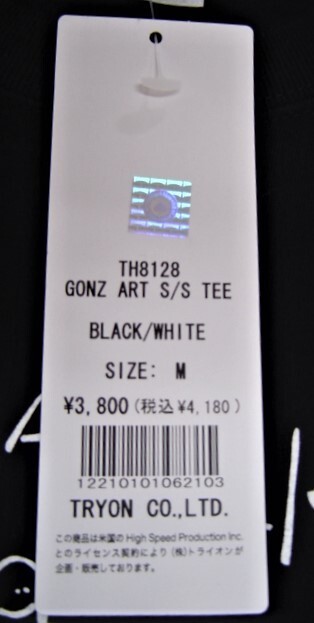 TH8128
GONZ ART S/S TEE
BLACK/WHITE
SIZE: M
¥3,800(税込¥4,180)
12210101062103
TRYON CO.,LTD.
この商品は米国の High Speed Production Inc.
とのライセンス契約により (株)トライオンが
企画・販売しております。